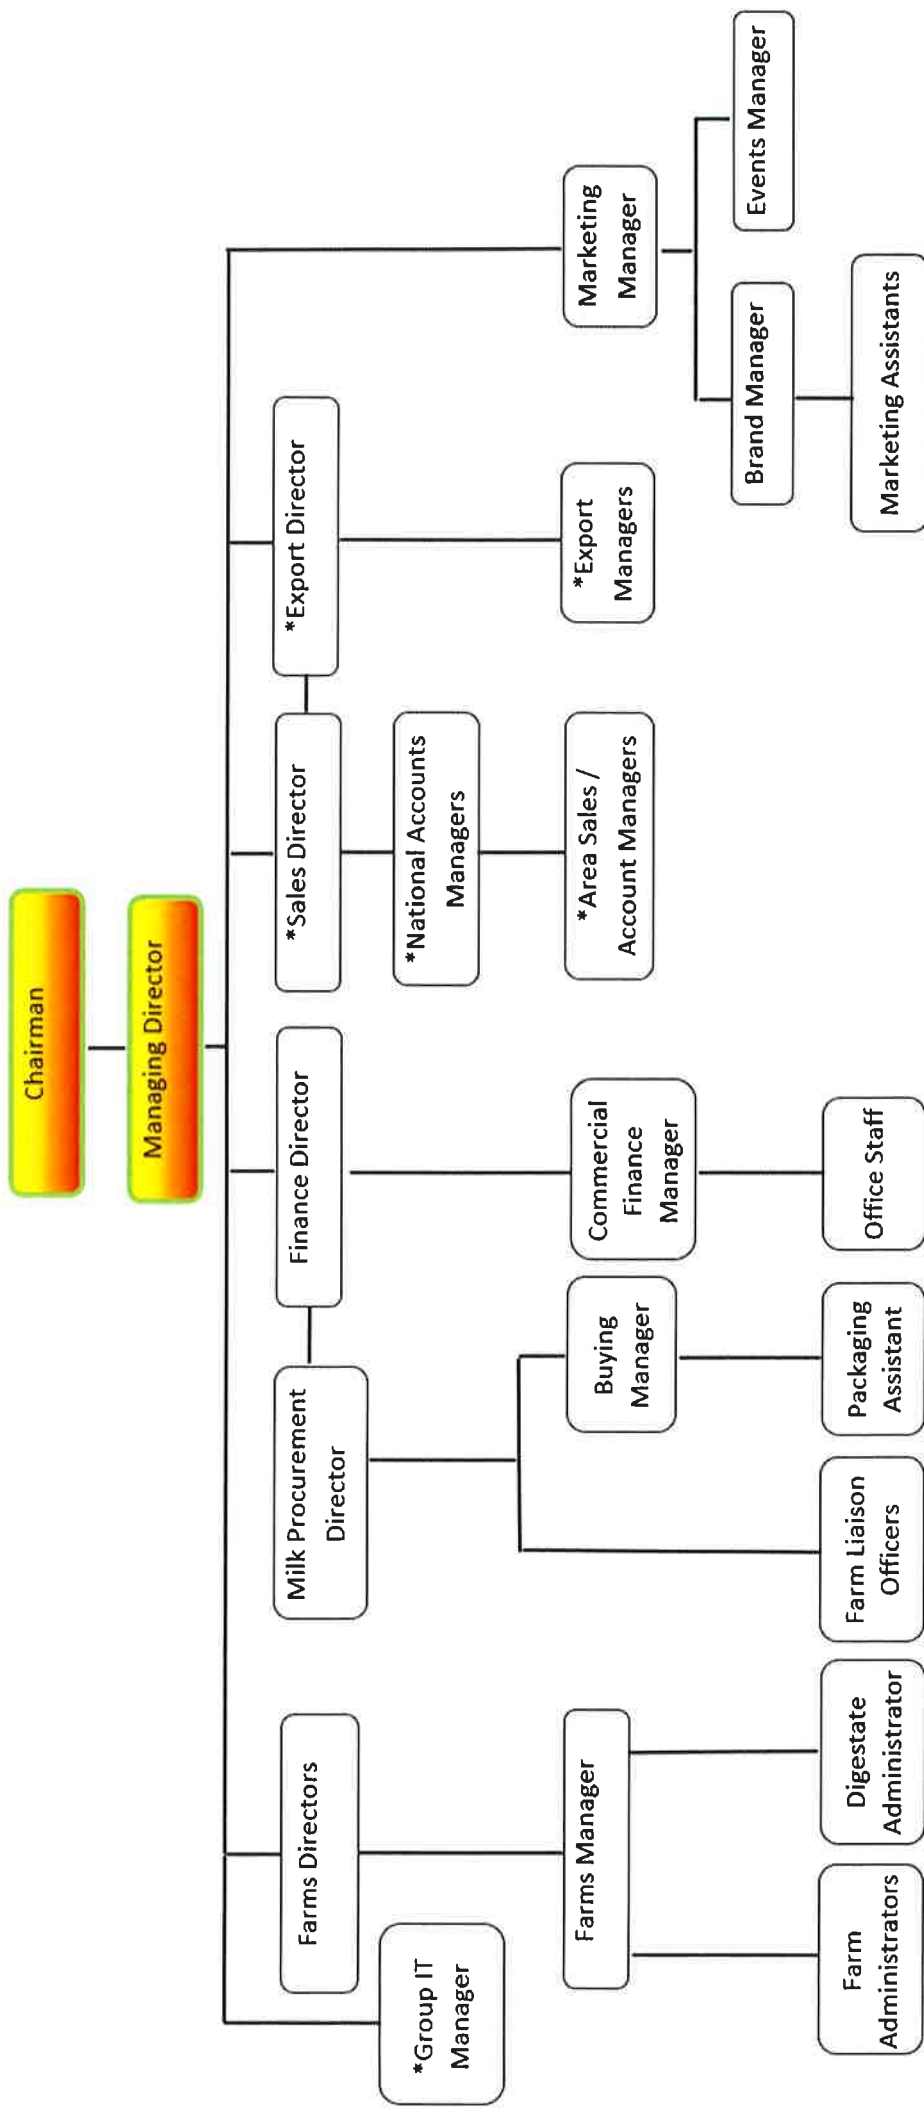 Chairman
Managing Director
Farms Directors
Milk Procurement
Director
Finance Director
*Sales Director
*Export Director
*Group IT
Manager
*National Accounts
Managers
Farms Manager
Buying
Manager
Commercial
Finance
Manager
*Area Sales /
Account Managers
*Export
Managers
Marketing
Manager
Brand Manager
Events Manager
Farm
Administrators
Digestate
Administrator
Farm Liaison
Officers
Packaging
Assistant
Office Staff
Marketing Assistants